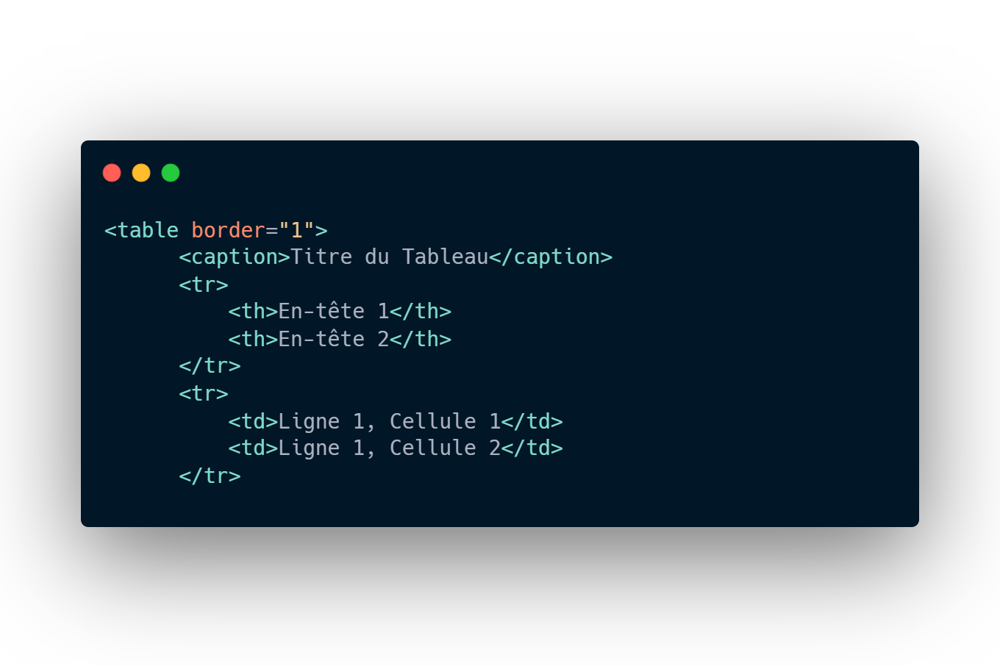 <table border="1">
<caption>Titre du Tableau</caption>
<tr>
<th>En-tête 1</th>
<th>En-tête 2</th>
</tr>
<tr>
<td>Ligne 1, Cellule 1</td>
<td>Ligne 1, Cellule 2</td>
</tr>